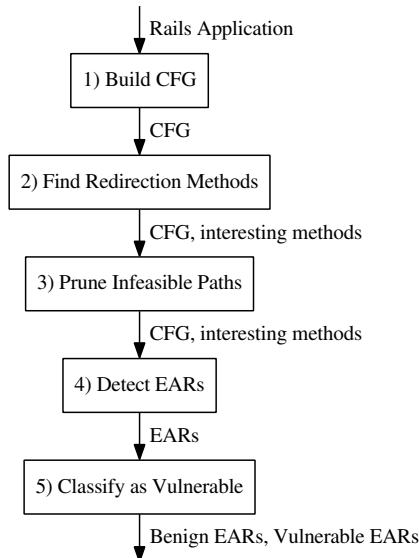 Rails Application
1) Build CFG
CFG
2) Find Redirection Methods
CFG, interesting methods
3) Prune Infeasible Paths
CFG, interesting methods
4) Detect EARs
EARs
5) Classify as Vulnerable
Benign EARs, Vulnerable EARs